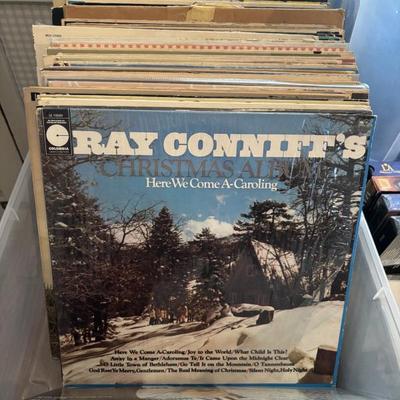 COLUMBIA
RAY CONNIFF'S
CHRISTMAS ALBUM
Here We Come A-Caroling
Here We Come A-Caroling/Joy to the World/What Child Is This?
Away in a Manger/Adoramus Te/It Came Upon the Midnight Clear
O Little Town of Bethlehem/Go Tell It on the Mountain/O Tannenbaum
God Rest Ye Merry, Gentlemen/The Real Meaning of Christmas/Silent Night, Holy Night